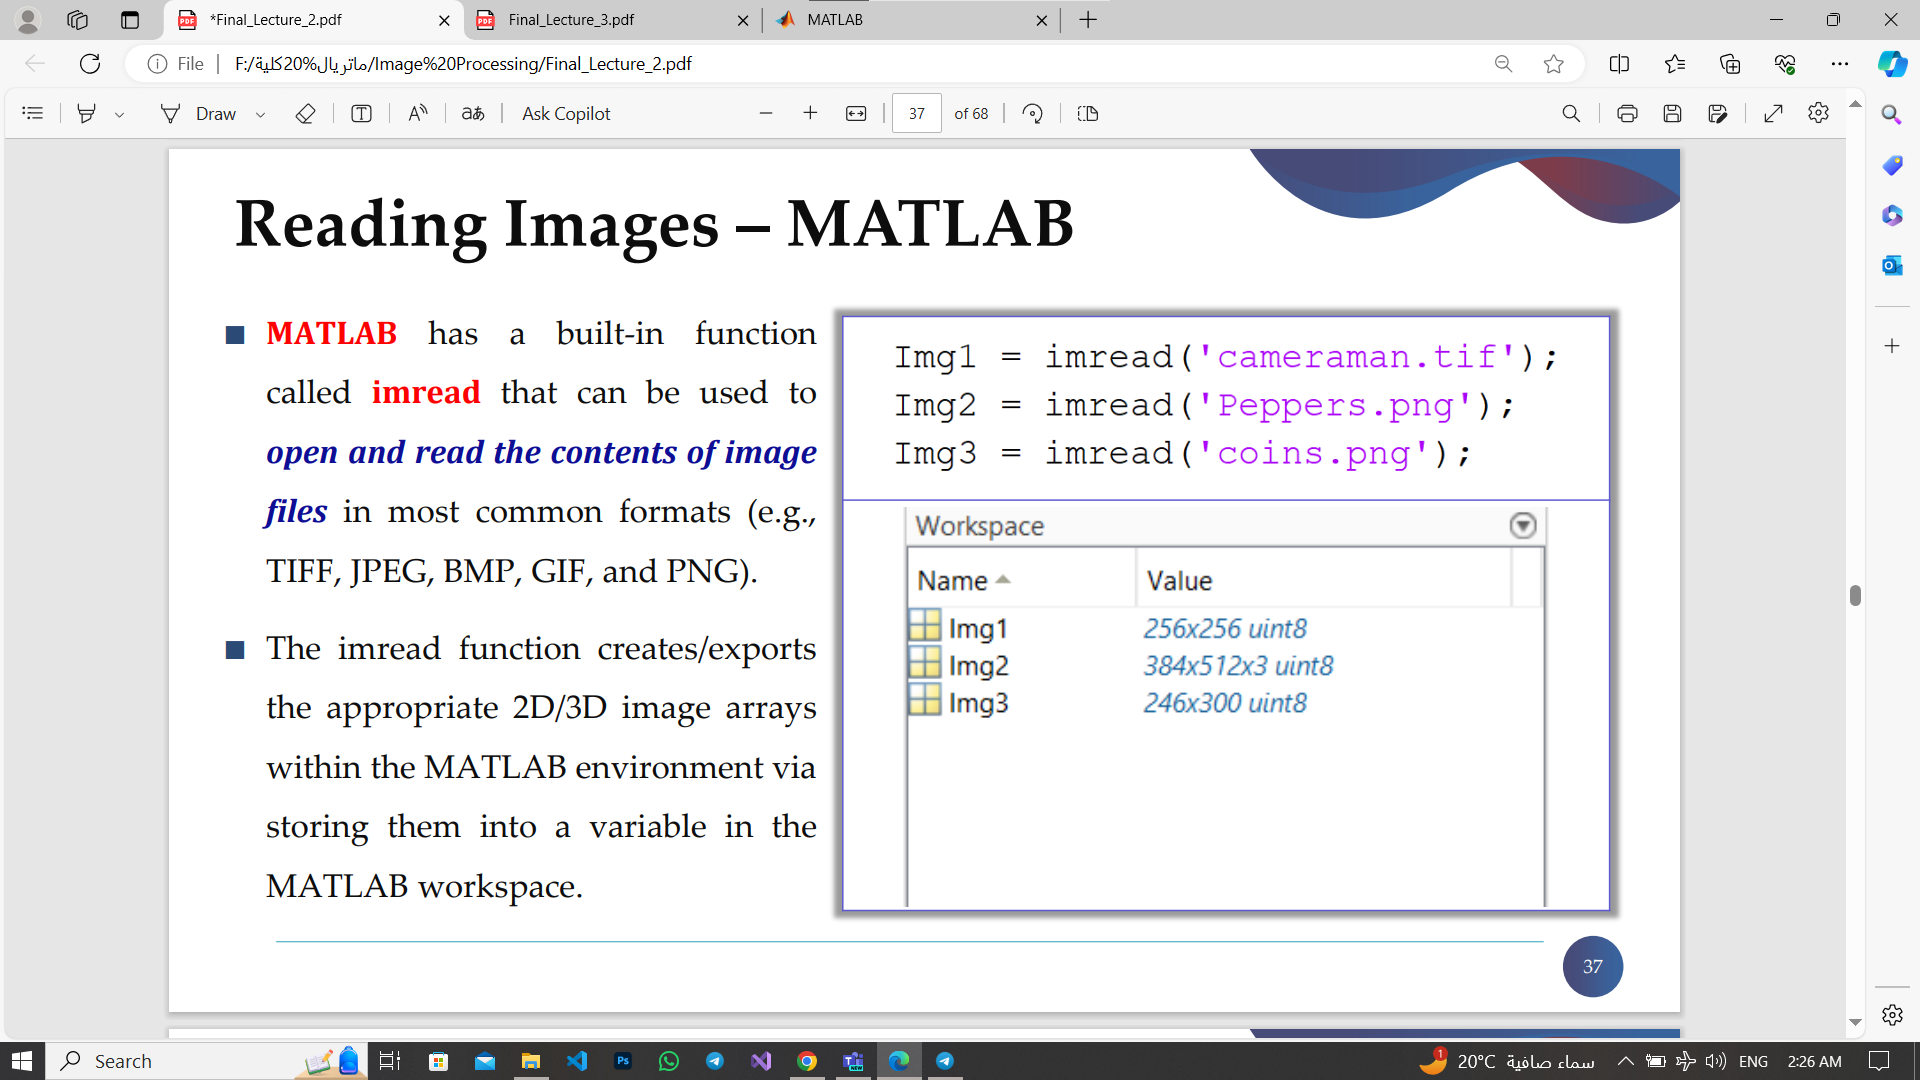 *Final_Lecture_2.pdf
Final_Lecture_3.pdf
MATLAB
File
F:/ماتريال%20كلية/Image%20Processing/Final_Lecture_2.pdf
Draw
Ask Copilot
37
of 68
Reading Images – MATLAB
MATLAB has a built-in function
called imread that can be used to
open and read the contents of image
files in most common formats (e.g.,
TIFF, JPEG, BMP, GIF, and PNG).
The imread function creates/exports
the appropriate 2D/3D image arrays
within the MATLAB environment via
storing them into a variable in the
MATLAB workspace.
Img1 = imread('cameraman.tif');
Img2 = imread('Peppers.png');
Img3 = imread('coins.png');
Workspace
Name Value
Img1 256x256 uint8
Img2 384x512x3 uint8
Img3 246x300 uint8
37
Search
1
20°C سماء صافية
ENG
2:26 AM